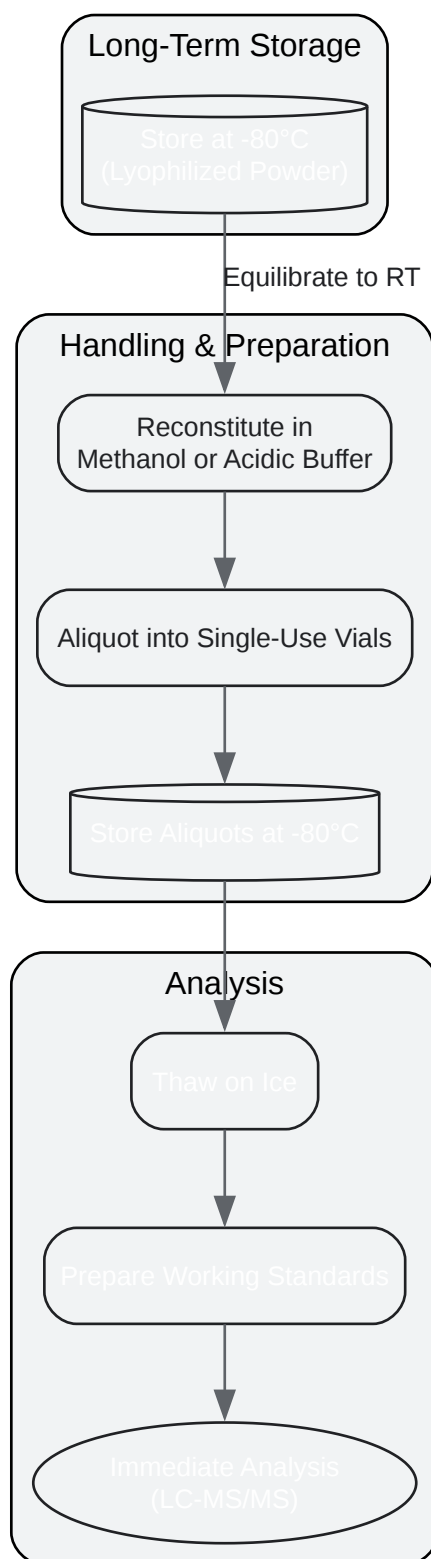 Long-Term Storage
Store at -80°C
(Lyophilized Powder)
Equilibrate to RT
Handling & Preparation
Reconstitute in
Methanol or Acidic Buffer
Aliquot into Single-Use Vials
Store Aliquots at -80°C
Analysis
Thaw on Ice
Prepare Working Standards
Immediate Analysis
(LC-MS/MS)